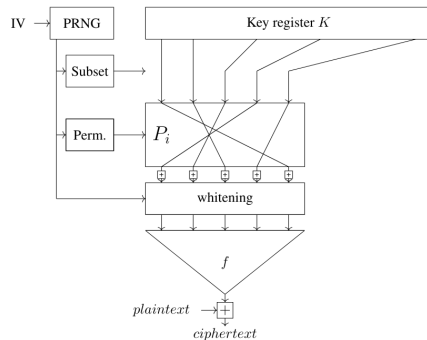 IV PRNG Key register K
Subset
Perm. P_i
+ + + + +
whitening
f
plaintext +
ciphertext